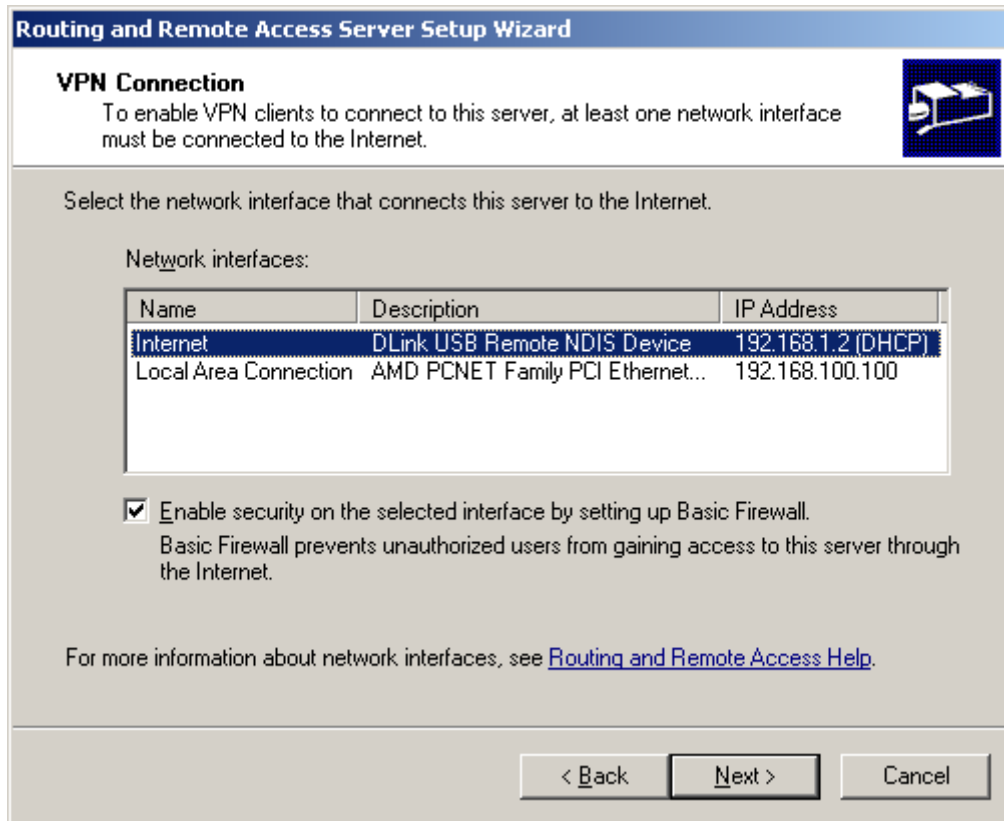 Routing and Remote Access Server Setup Wizard
VPN Connection
To enable VPN clients to connect to this server, at least one network interface
must be connected to the Internet.
Select the network interface that connects this server to the Internet.
Network interfaces:
Name Description IP Address
Internet DLink USB Remote NDIS Device 192.168.1.2 (DHCP)
Local Area Connection AMD PCNET Family PCI Ethernet... 192.168.100.100
Enable security on the selected interface by setting up Basic Firewall.
Basic Firewall prevents unauthorized users from gaining access to this server through
the Internet.
For more information about network interfaces, see Routing and Remote Access Help.
< Back Next > Cancel